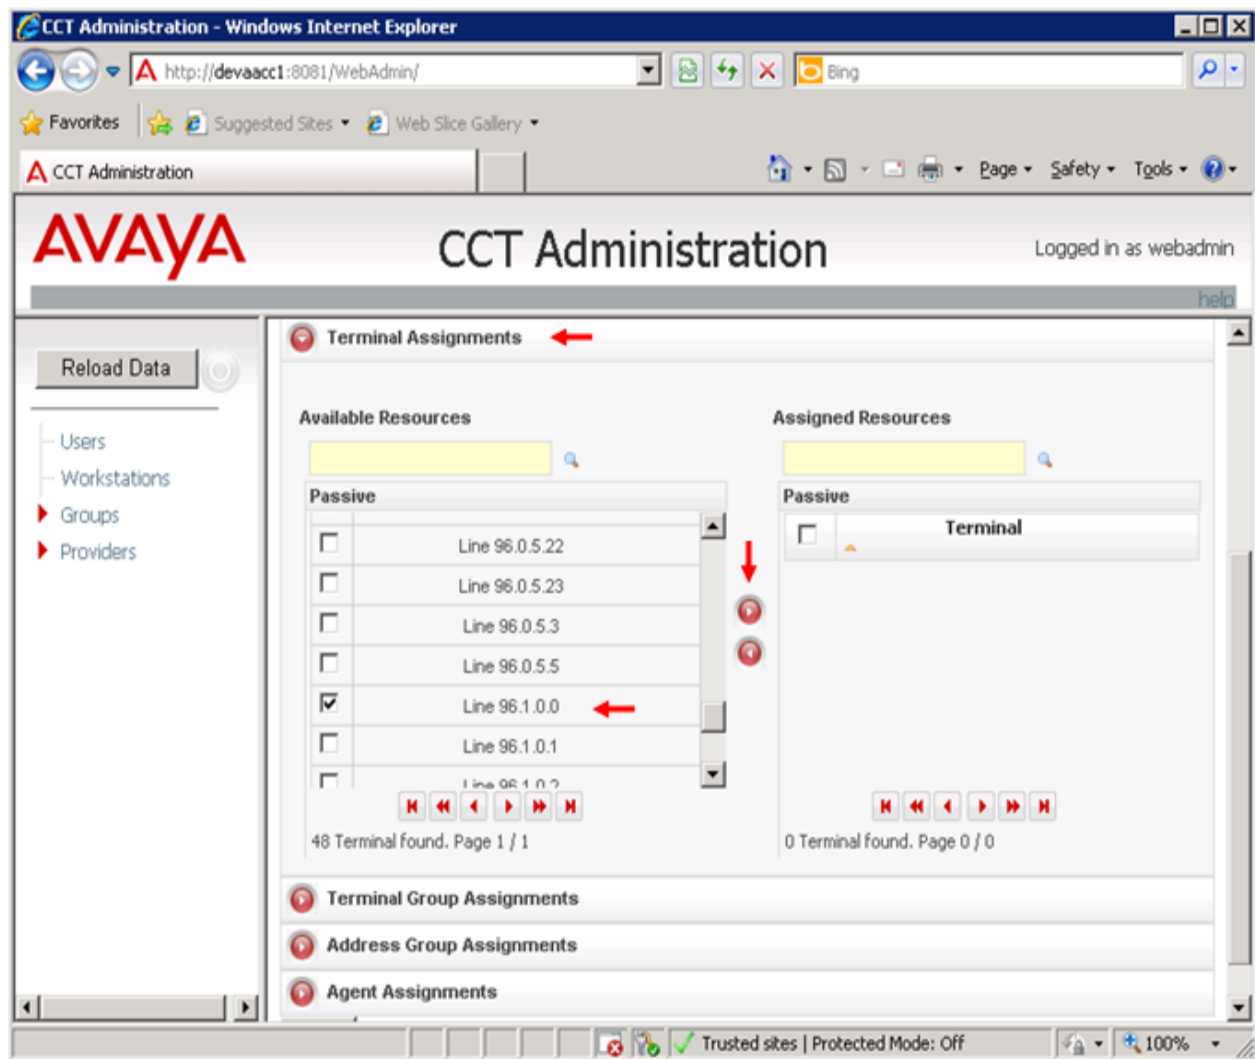 CCT Administration - Windows Internet Explorer
http://devaacc1:8081/WebAdmin/
Bing
Favorites
Suggested Sites
Web Slice Gallery
CCT Administration
Page
Safety
Tools
AVAYA
CCT Administration
Logged in as webadmin
help
Reload Data
Users
Workstations
Groups
Providers
Terminal Assignments
Available Resources
Assigned Resources
Passive
Passive
Terminal
Line 96.0.5.22
Line 96.0.5.23
Line 96.0.5.3
Line 96.0.5.5
Line 96.1.0.0
Line 96.1.0.1
Line 96.1.0.2
48 Terminal found. Page 1 / 1
0 Terminal found. Page 0 / 0
Terminal Group Assignments
Address Group Assignments
Agent Assignments
Trusted sites | Protected Mode: Off
100%